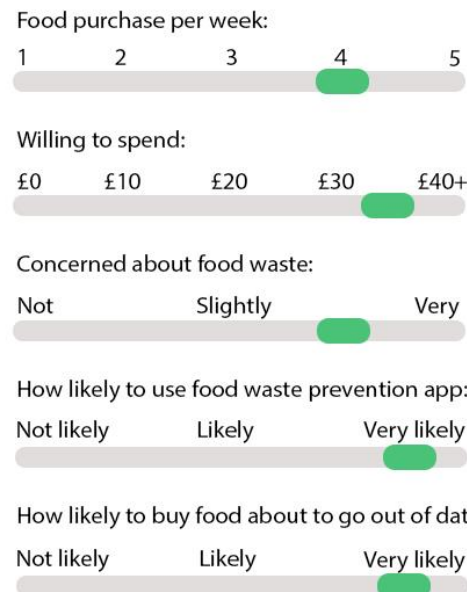 Food purchase per week:
1 2 3 4 5
Willing to spend:
£0 £10 £20 £30 £40+
Concerned about food waste:
Not Slightly Very
How likely to use food waste prevention app:
Not likely Likely Very likely
How likely to buy food about to go out of dat
Not likely Likely Very likely